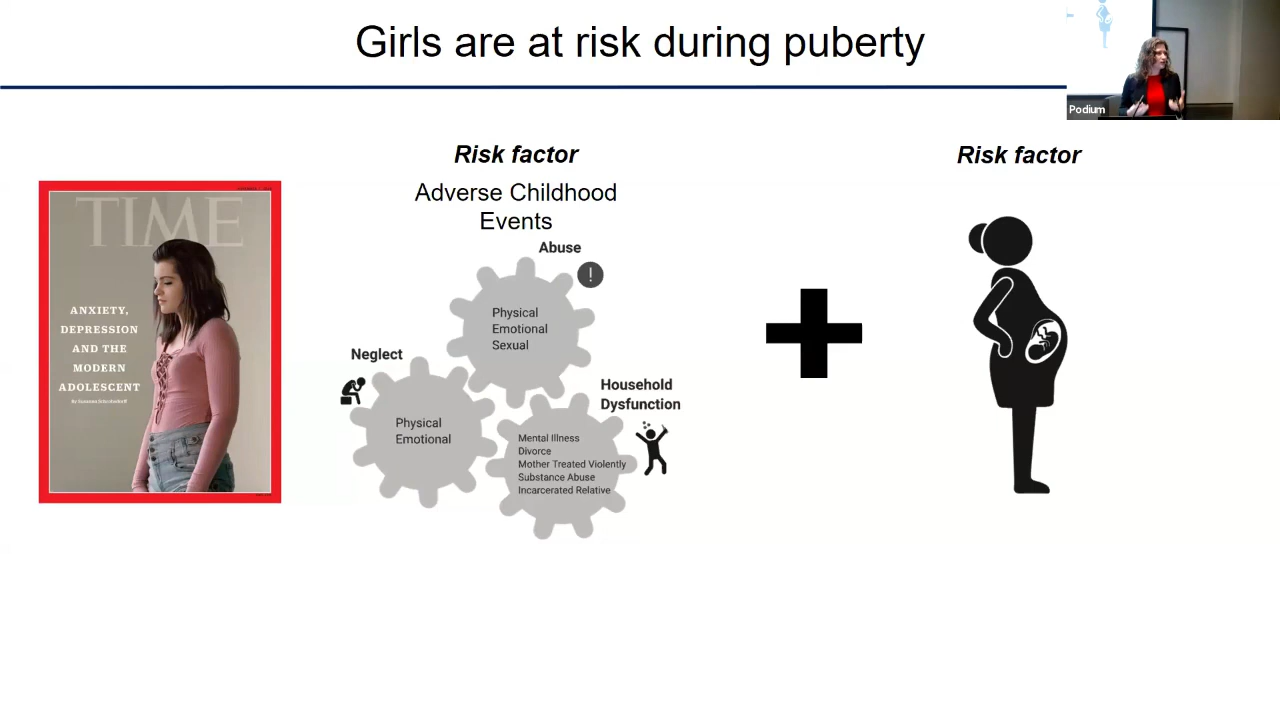 Girls are at risk during puberty
Podium
Risk factor
Adverse Childhood
Events
Abuse
!
Physical
Emotional
Sexual
Neglect
Physical
Emotional
Household
Dysfunction
Mental Illness
Divorce
Mother Treated Violently
Substance Abuse
Incarcerated Relative
Risk factor
TIME
ANXIETY,
DEPRESSION
AND THE
MODERN
ADOLESCENT